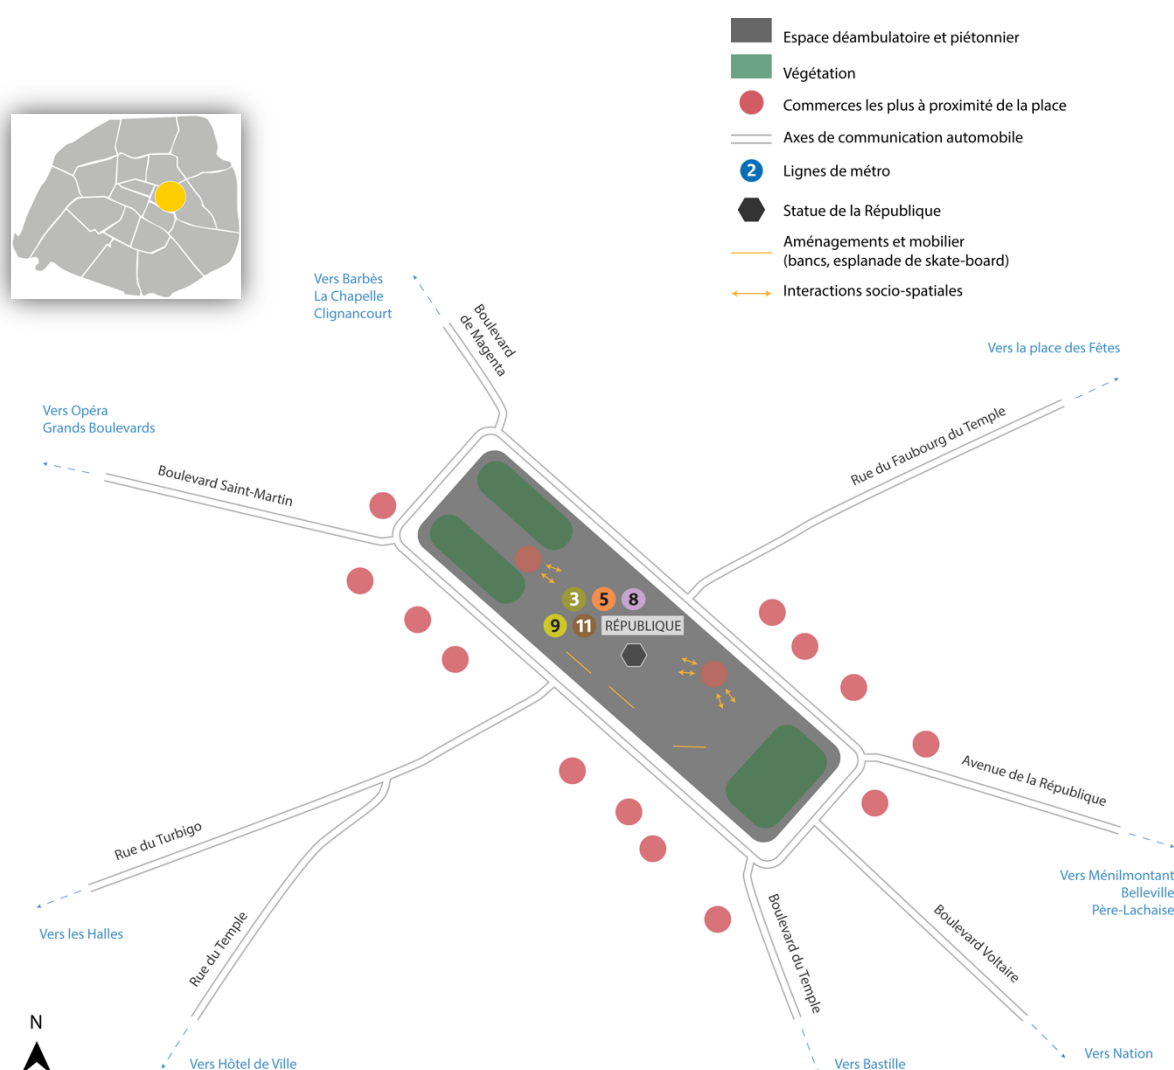 Espace déambulatoire et piétonnier
Végétation
Commerces les plus à proximité de la place
Axes de communication automobile
2 Lignes de métro
Statue de la République
Aménagements et mobilier
(bancs, esplanade de skate-board)
Interactions socio-spatiales
Vers Barbès
La Chapelle
Clignancourt
Boulevard
de Magenta
Vers la place des Fêtes
Vers Opéra
Grands Boulevards
Rue du Faubourg du Temple
Boulevard Saint-Martin
3 5 8
9 11 RÉPUBLIQUE
Avenue de la République
Rue du Turbigo
Vers Ménilmontant
Belleville
Père-Lachaise
Vers les Halles
Rue du Temple
Boulevard du Temple
Boulevard Voltaire
N
Vers Hôtel de Ville
Vers Bastille
Vers Nation